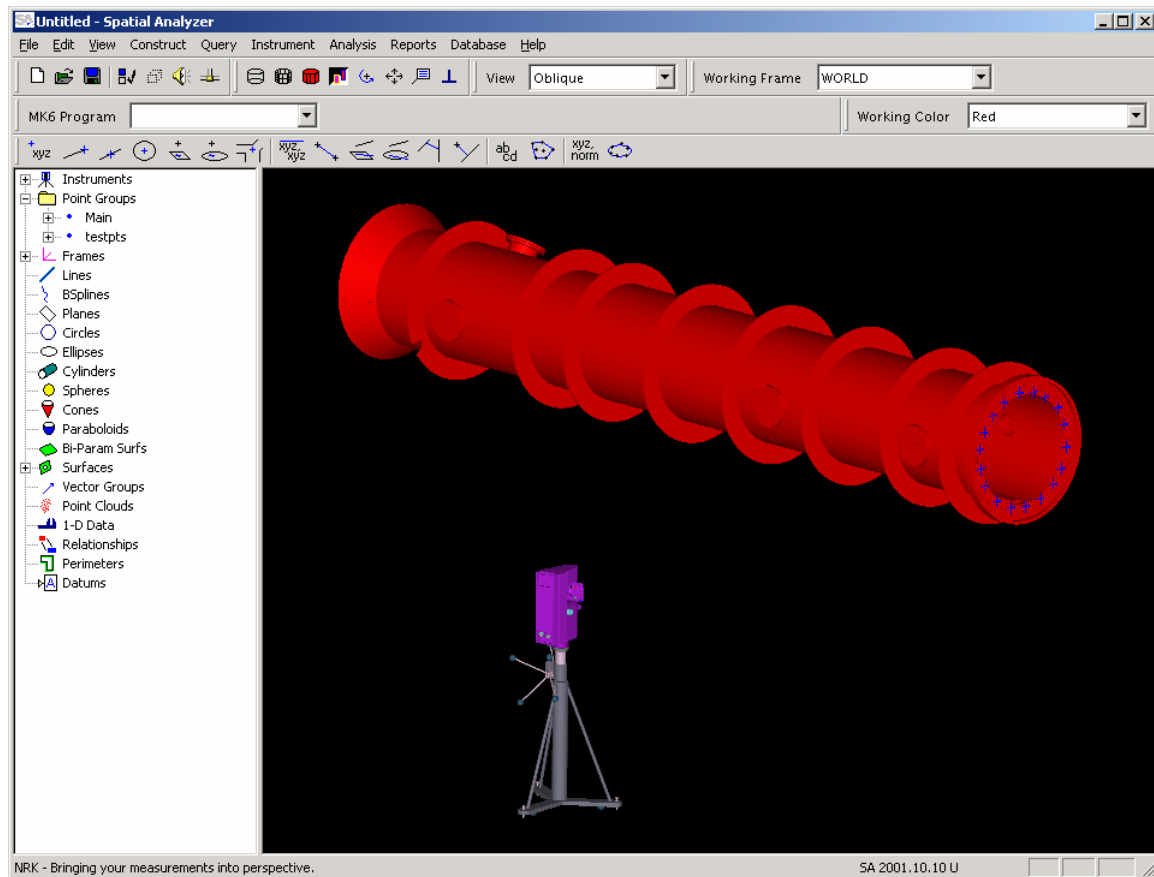 SA Untitled - Spatial Analyzer
File Edit View Construct Query Instrument Analysis Reports Database Help
View Oblique Working Frame WORLD
MK6 Program Working Color Red
xyz xyz, xyz ab cd xyz, norm
Instruments
Point Groups
Main
testpts
Frames
Lines
BSplines
Planes
Circles
Ellipses
Cylinders
Spheres
Cones
Paraboloids
Bi-Param Surfs
Surfaces
Vector Groups
Point Clouds
1-D Data
Relationships
Perimeters
A Datums
NRK - Bringing your measurements into perspective. SA 2001.10.10 U